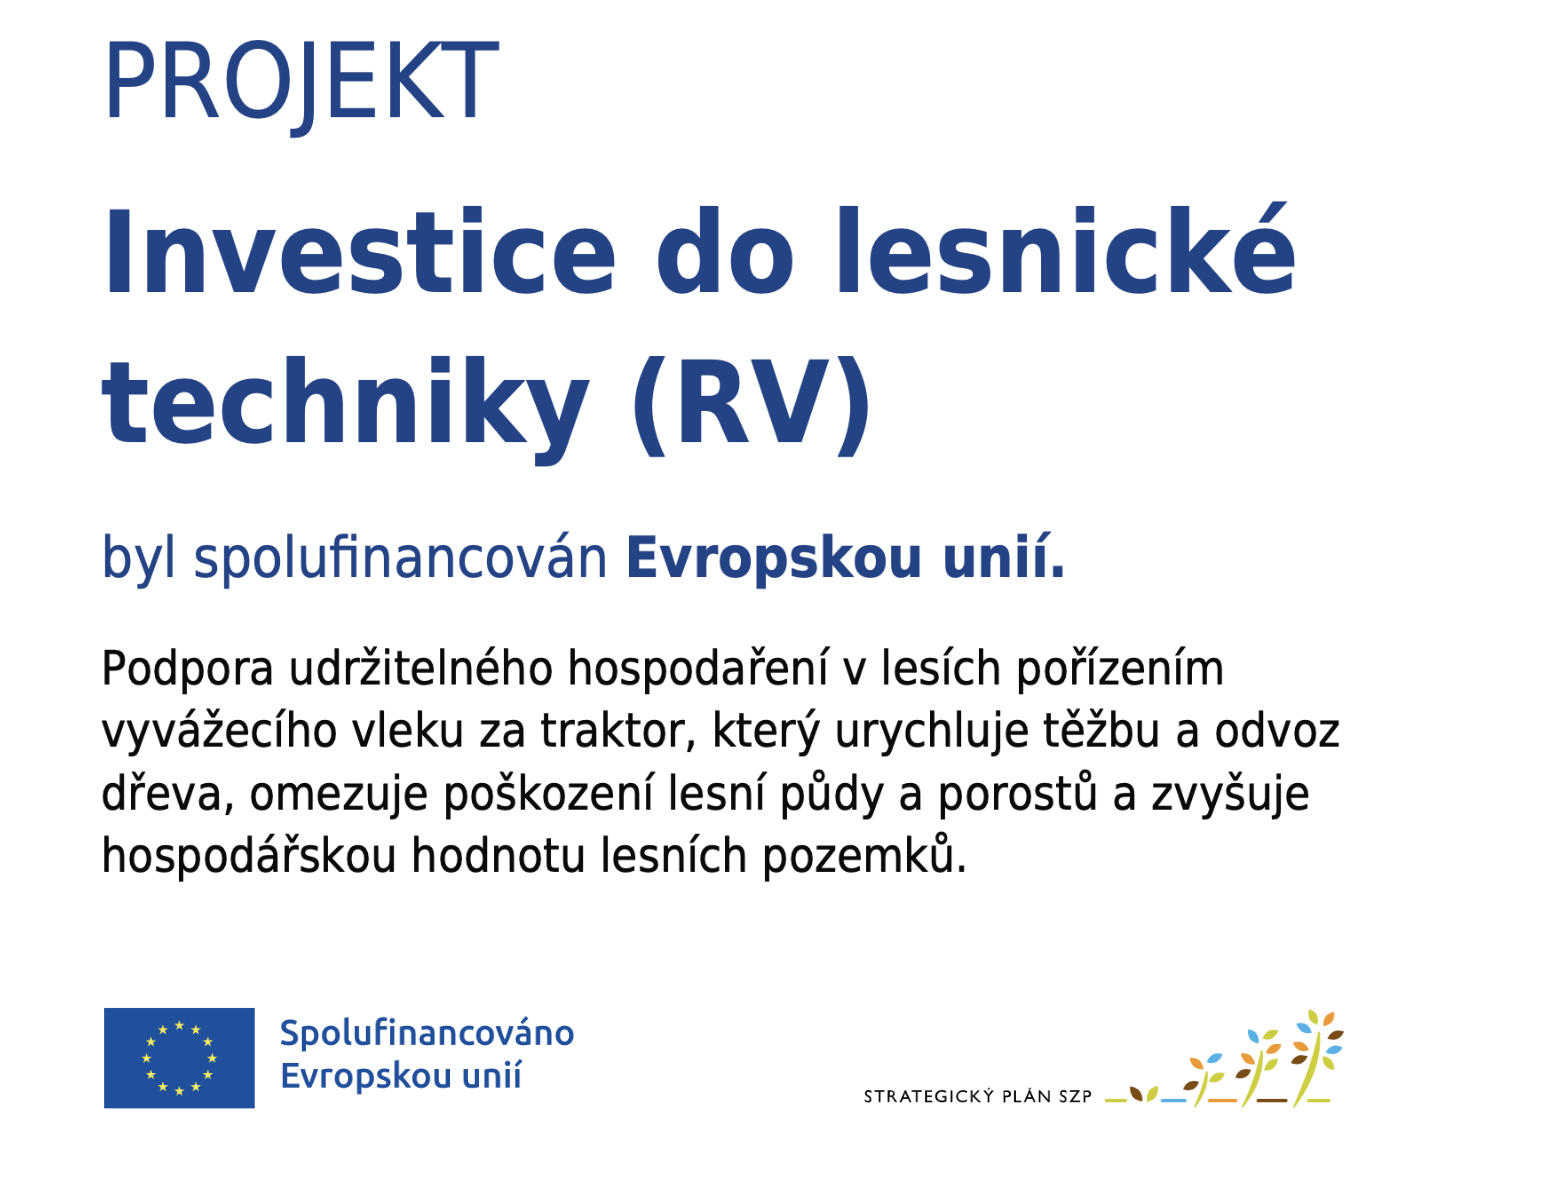 PROJEKT
Investice do lesnické
techniky (RV)
byl spolufinancován Evropskou unií.
Podpora udržitelného hospodaření v lesích pořízením
vyvážecího vleku za traktor, který urychluje těžbu a odvoz
dřeva, omezuje poškození lesní půdy a porostů a zvyšuje
hospodářskou hodnotu lesních pozemků.
Spolufinancováno
Evropskou unií
STRATEGICKÝ PLÁN SZP